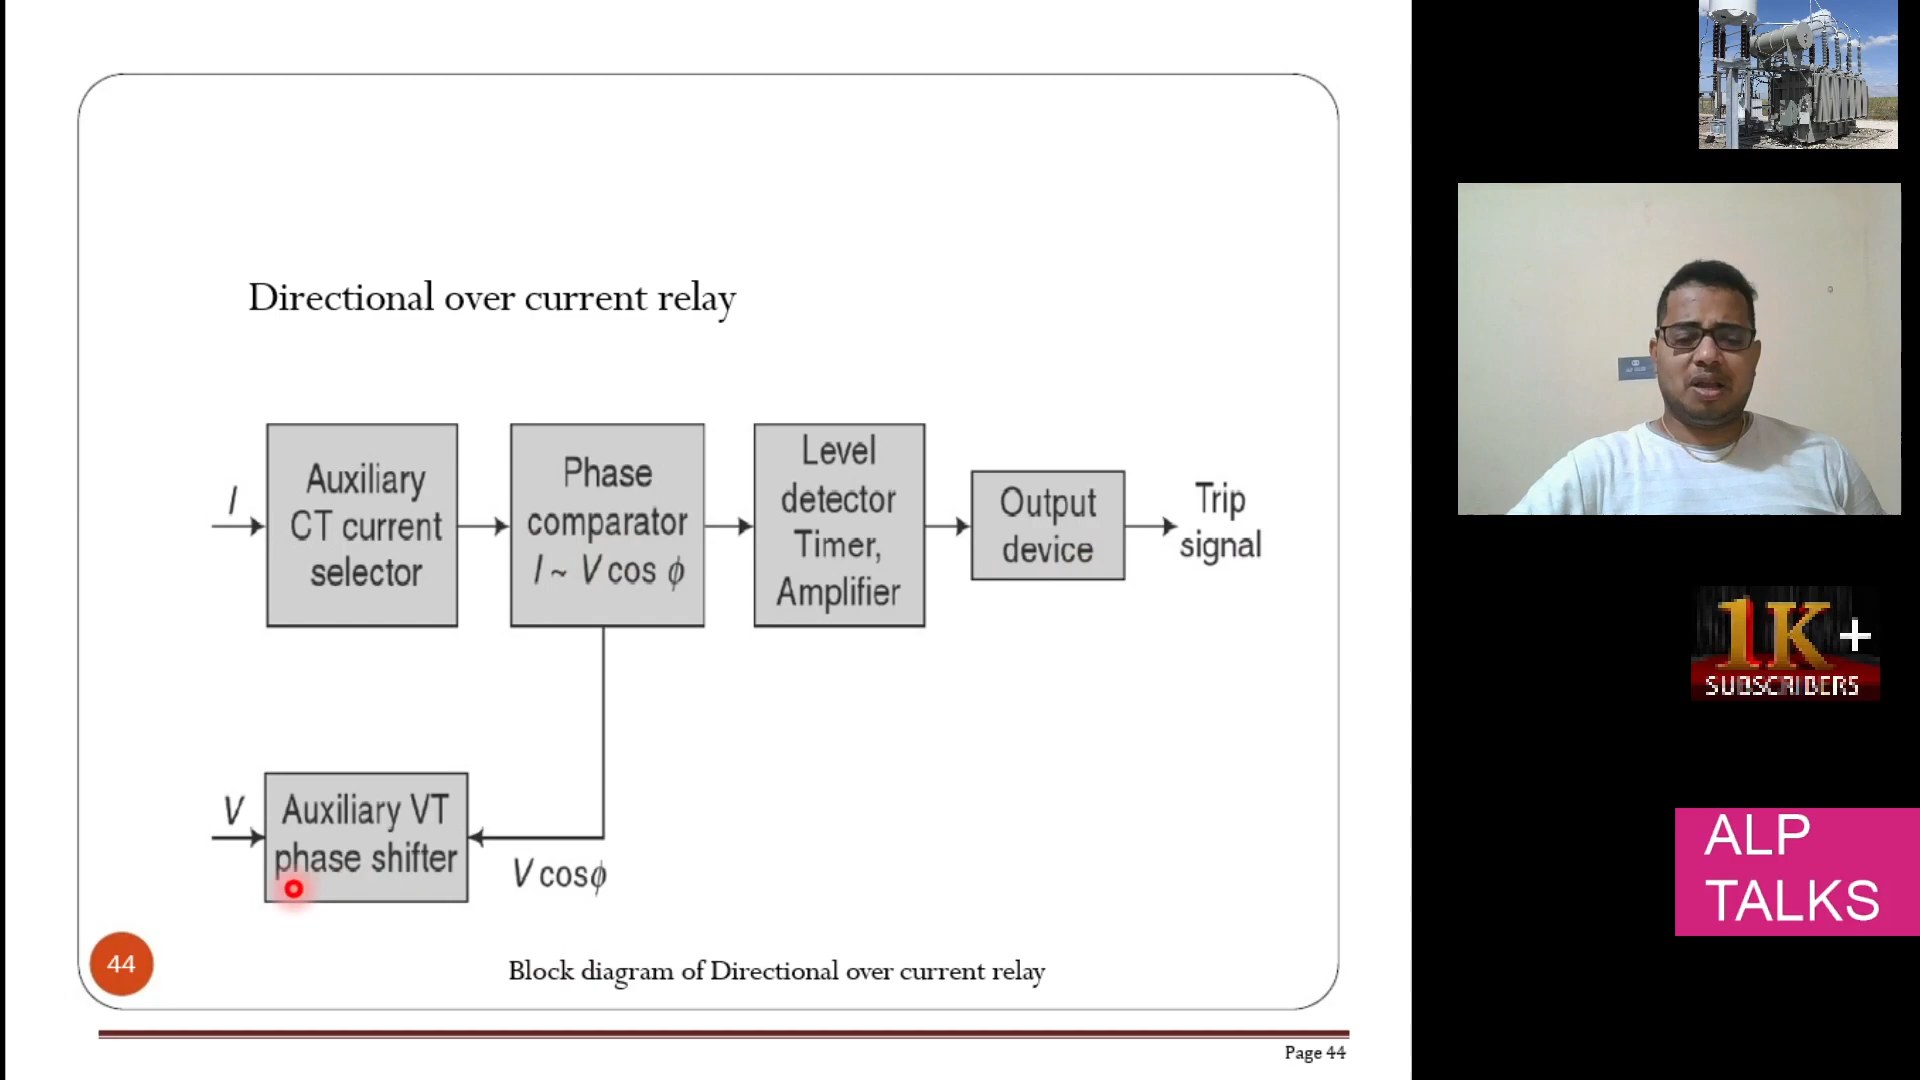 Directional over current relay
I
Auxiliary
CT current
selector
Phase
comparator
I ~ V cos ϕ
Level
detector
Timer,
Amplifier
Output
device
Trip
signal
V
Auxiliary VT
phase shifter
V cosϕ
44
Block diagram of Directional over current relay
Page 44
1K+
SUBSCRIBERS
ALP
TALKS